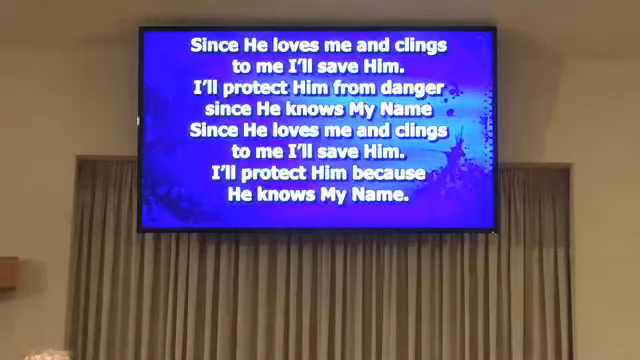 Since He loves me and clings
to me I'll save Him.
I'll protect Him from danger
since He knows My Name
Since He loves me and clings
to me I'll save Him.
I'll protect Him because
He knows My Name.